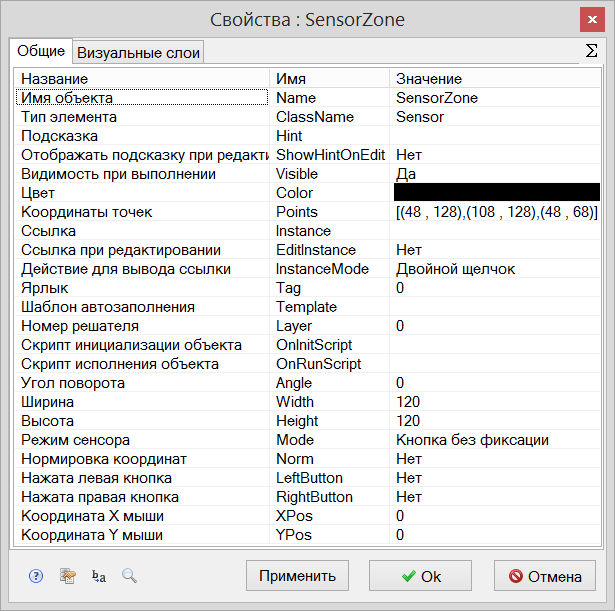 Свойства : SensorZone
Общие Визуальные слои Σ
Название Имя Значение
Имя объекта Name SensorZone
Тип элемента ClassName Sensor
Подсказка Hint
Отображать подсказку при редакти ShowHintOnEdit Нет
Видимость при выполнении Visible Да
Цвет Color
Координаты точек Points [(48 , 128),(108 , 128),(48 , 68)]
Ссылка Instance
Ссылка при редактировании EditInstance Нет
Действие для вывода ссылки InstanceMode Двойной щелчок
Ярлык Tag 0
Шаблон автозаполнения Template
Номер решателя Layer 0
Скрипт инициализации объекта OnInitScript
Скрипт исполнения объекта OnRunScript
Угол поворота Angle 0
Ширина Width 120
Высота Height 120
Режим сенсора Mode Кнопка без фиксации
Нормировка координат Norm Нет
Нажата левая кнопка LeftButton Нет
Нажата правая кнопка RightButton Нет
Координата X мыши XPos 0
Координата Y мыши YPos 0
? ba Применить Ok Отмена